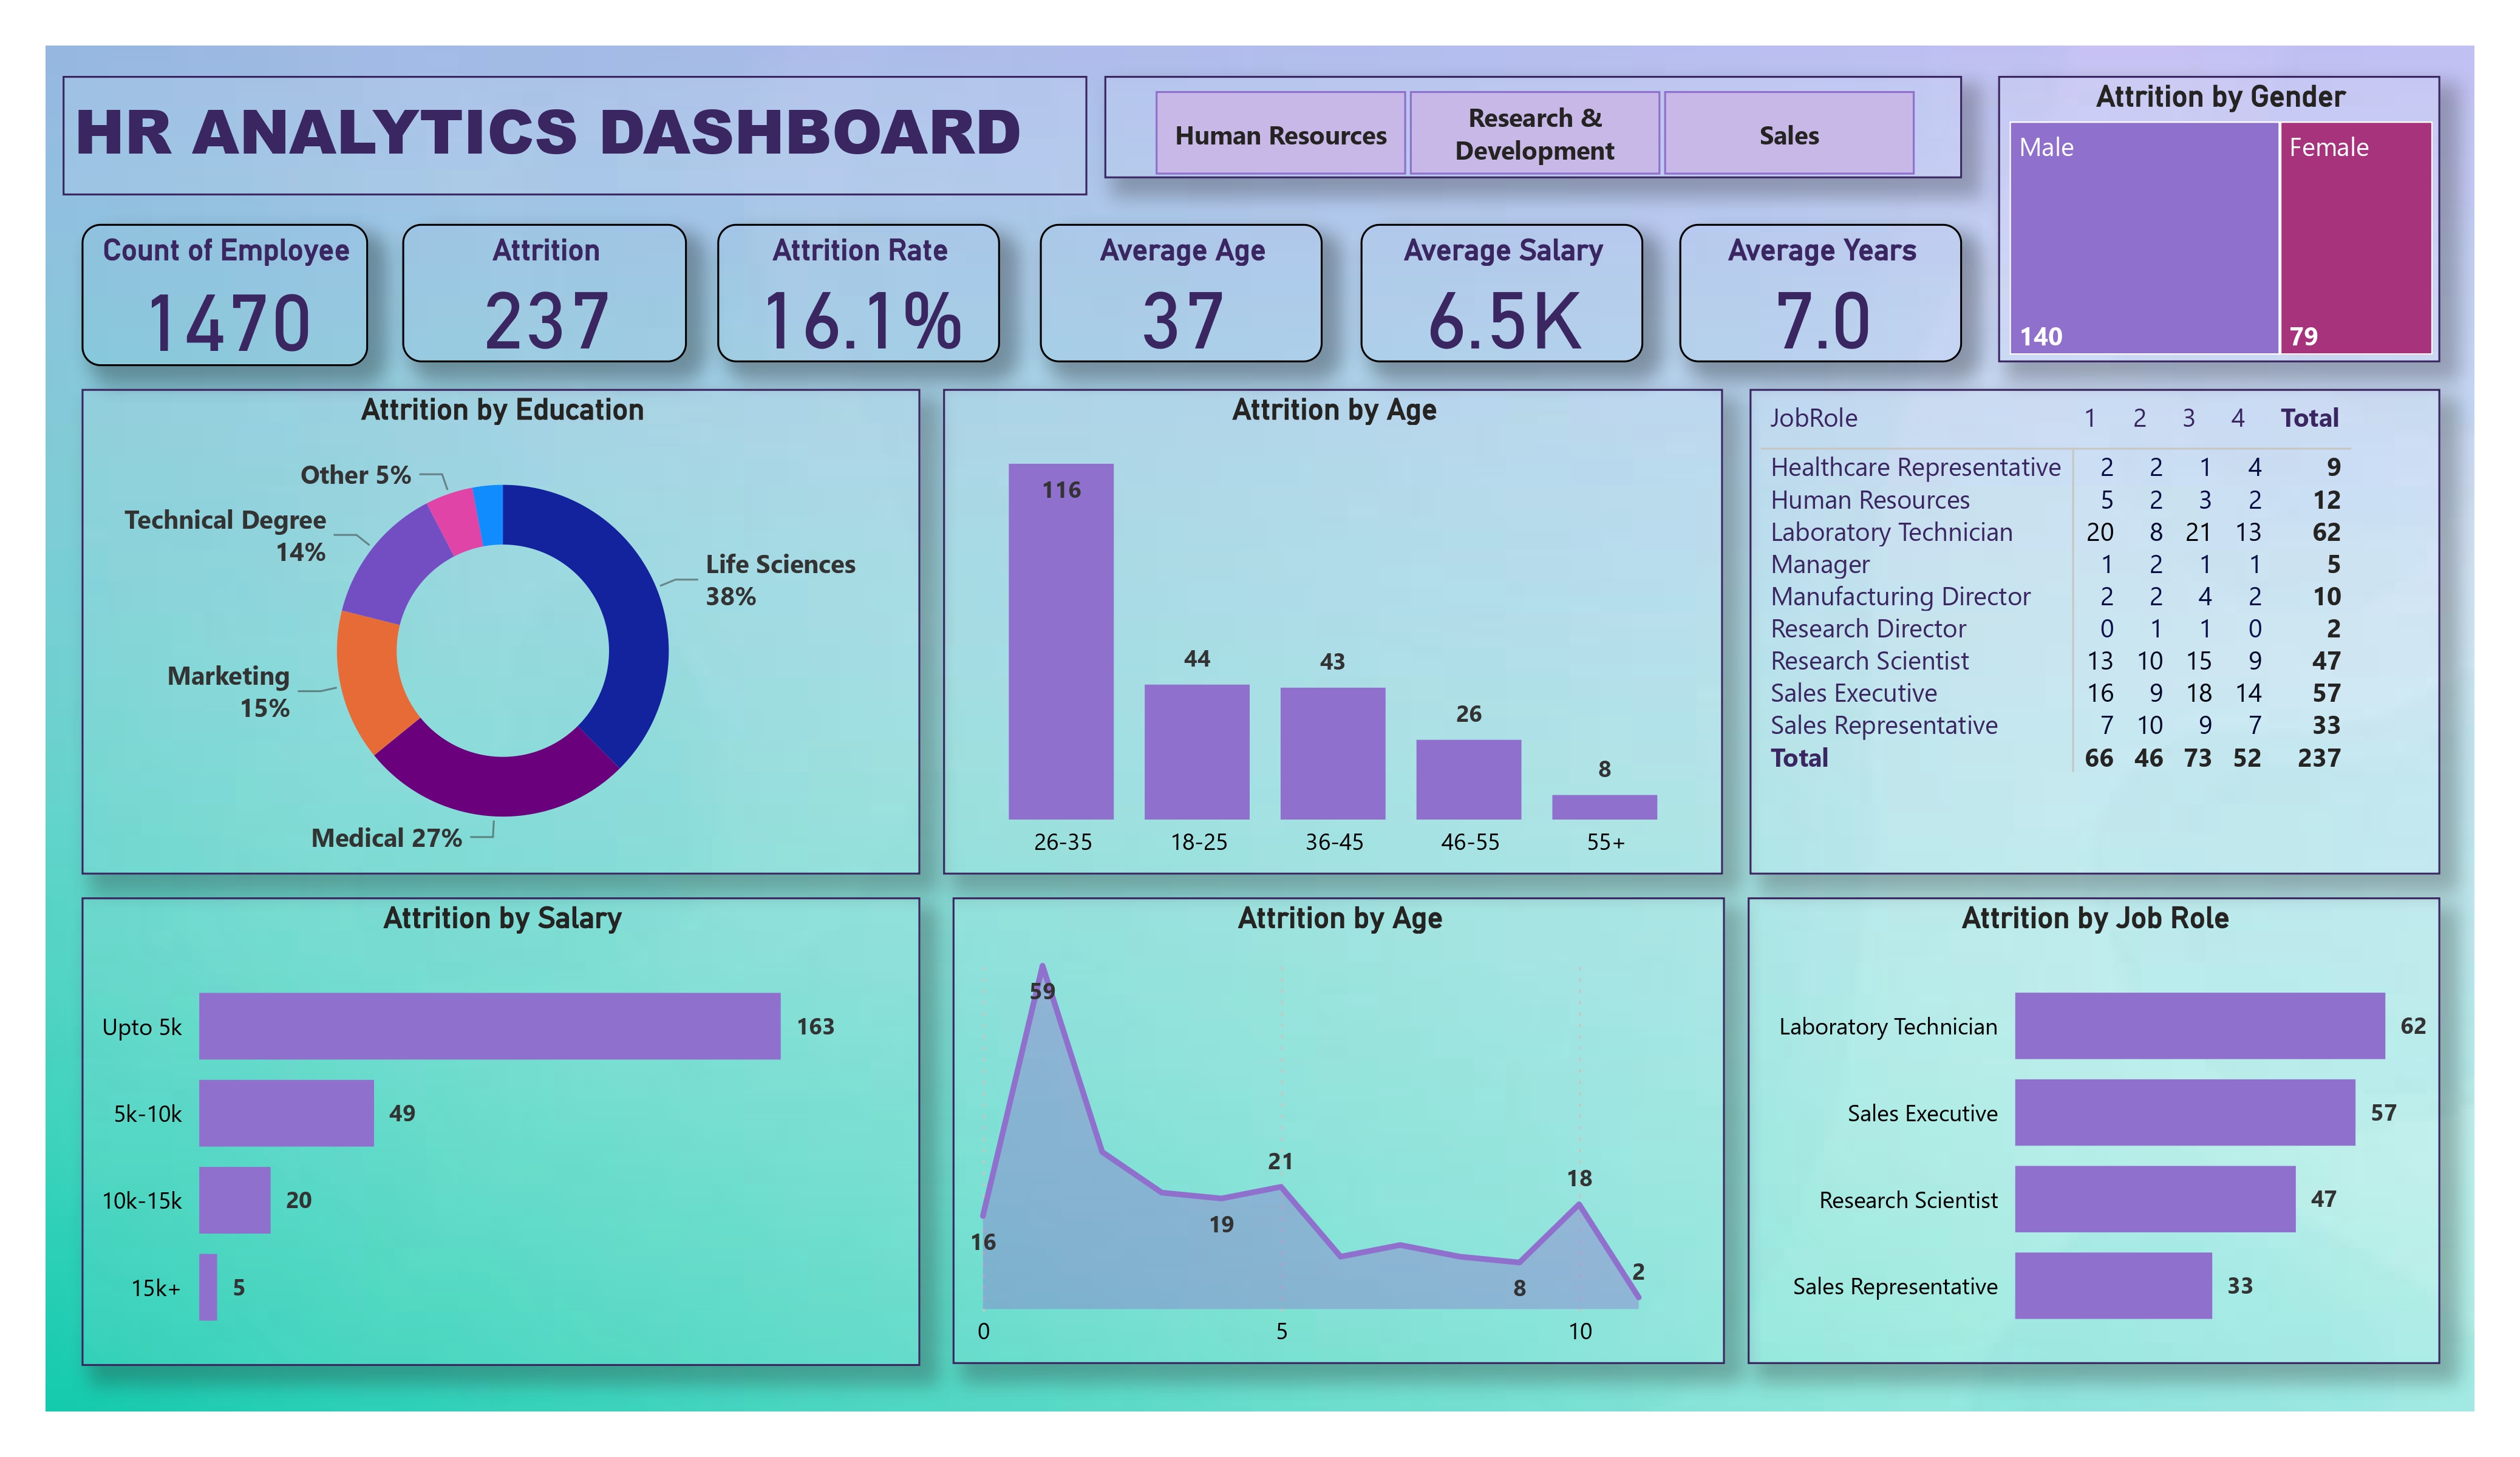 HR ANALYTICS DASHBOARD
Human Resources
Research &
Development
Sales
Attrition by Gender
Male
Female
140
79
Count of Employee
1470
Attrition
237
Attrition Rate
16.1%
Average Age
37
Average Salary
6.5K
Average Years
7.0
Attrition by Education
Other 5%
Technical Degree
14%
Life Sciences
38%
Marketing
15%
Medical 27%
Attrition by Age
116
44
43
26
8
26-35 18-25 36-45 46-55 55+
JobRole 1 2 3 4 Total
Healthcare Representative 2 2 1 4 9
Human Resources 5 2 3 2 12
Laboratory Technician 20 8 21 13 62
Manager 1 2 1 1 5
Manufacturing Director 2 2 4 2 10
Research Director 0 1 1 0 2
Research Scientist 13 10 15 9 47
Sales Executive 16 9 18 14 57
Sales Representative 7 10 9 7 33
Total 66 46 73 52 237
Attrition by Salary
Upto 5k 163
5k-10k 49
10k-15k 20
15k+ 5
Attrition by Age
59
21
18
19
16
2
8
0 5 10
Attrition by Job Role
Laboratory Technician 62
Sales Executive 57
Research Scientist 47
Sales Representative 33